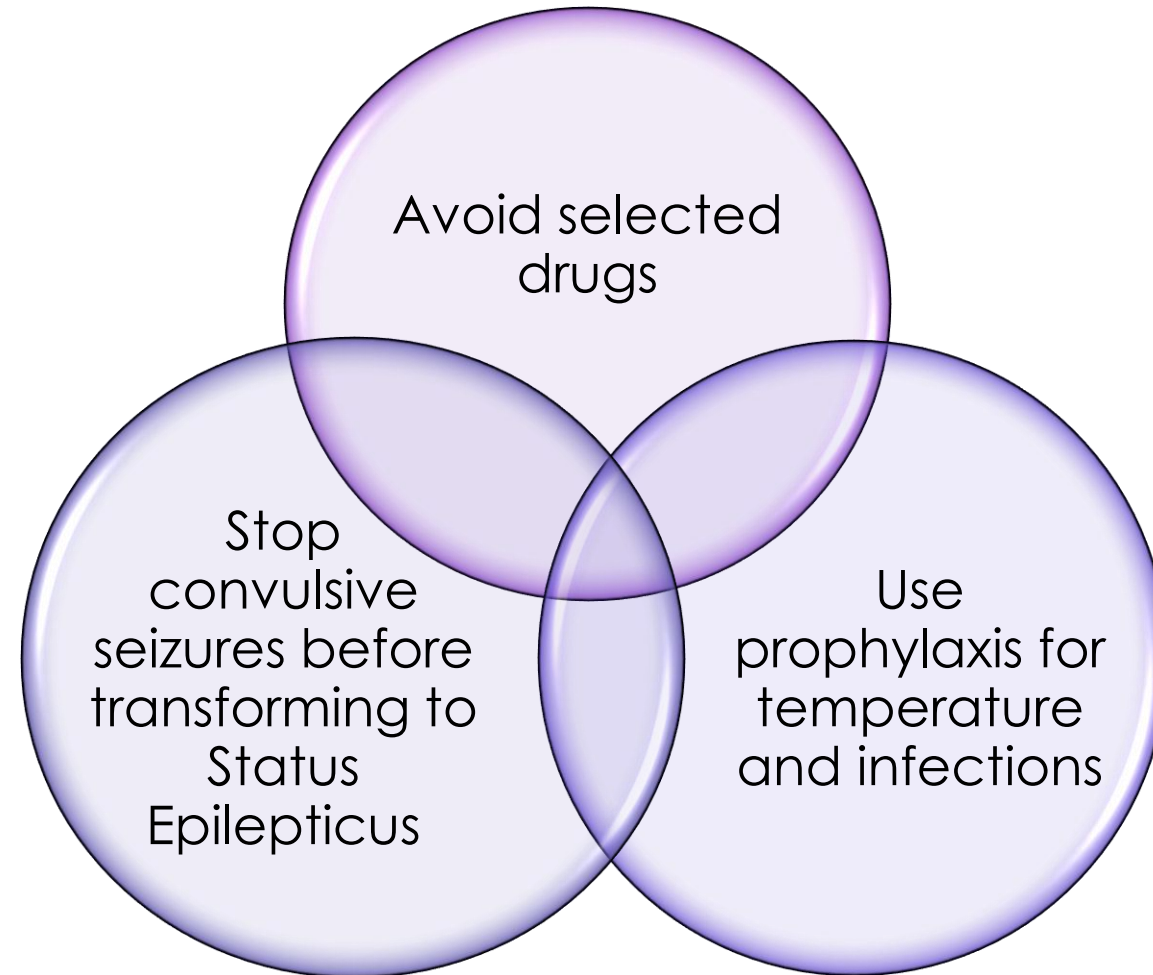 Avoid selected
drugs
Stop
convulsive
seizures before
transforming to
Status
Epilepticus
Use
prophylaxis for
temperature
and infections